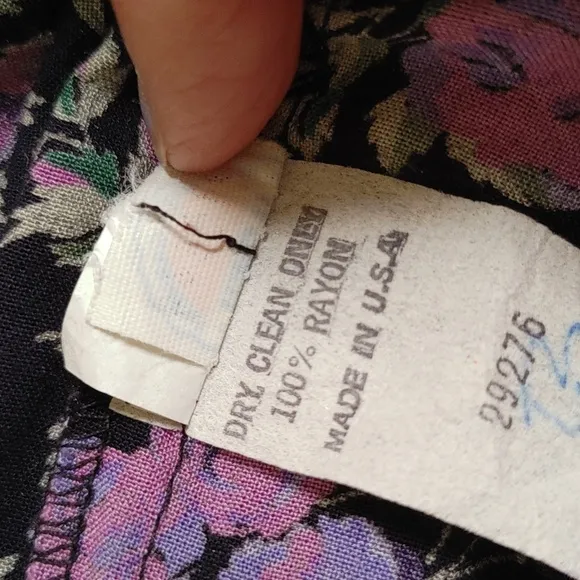 DRY CLEAN ONLY
100% RAYON
MADE IN U.S.A
29276